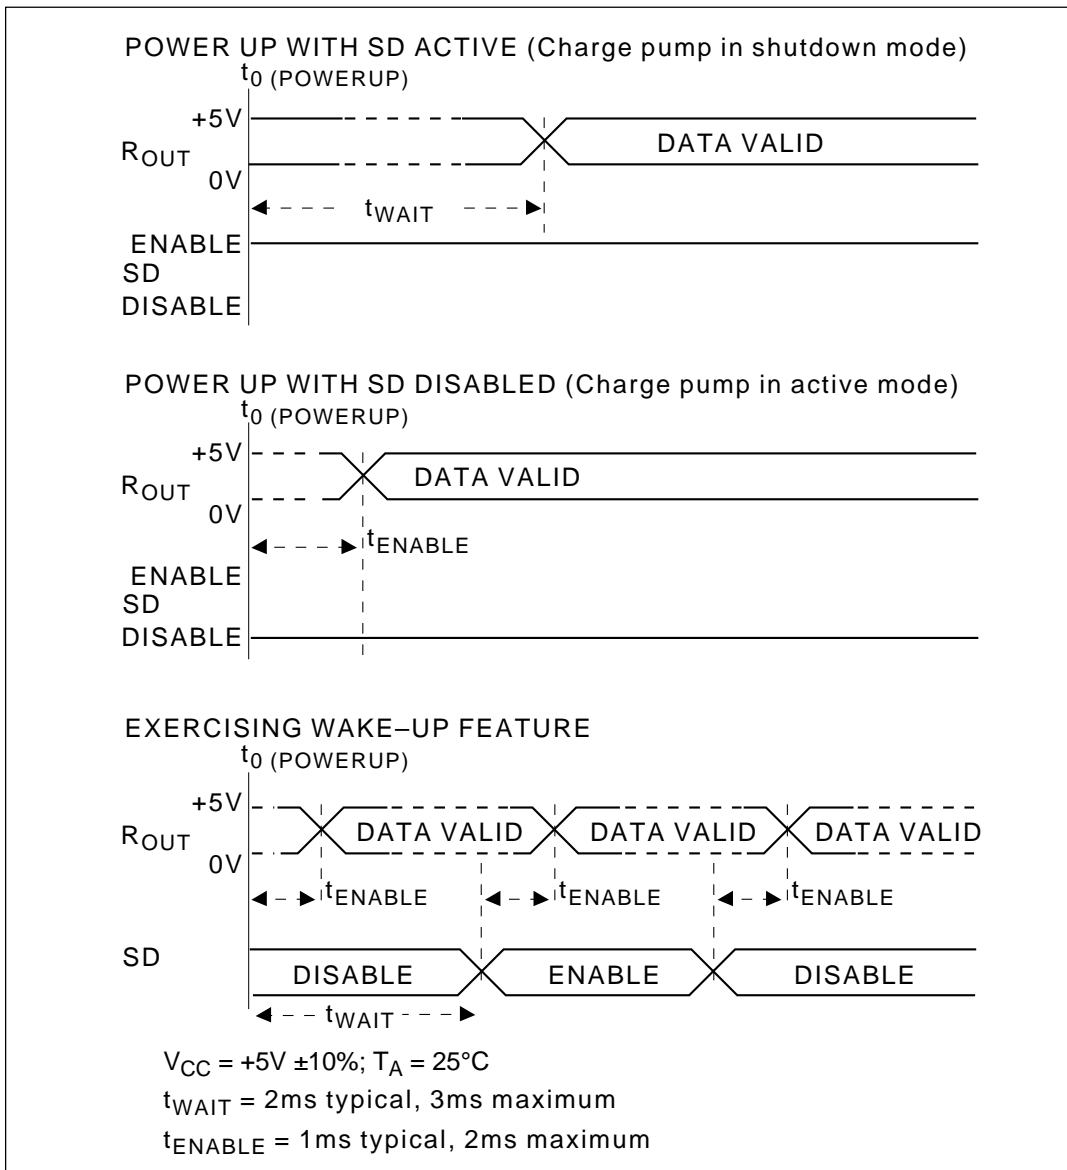 POWER UP WITH SD ACTIVE (Charge pump in shutdown mode)
t0 (POWERUP)
+5V
ROUT
DATA VALID
0V
tWAIT
ENABLE
SD
DISABLE
POWER UP WITH SD DISABLED (Charge pump in active mode)
t0 (POWERUP)
+5V
ROUT
DATA VALID
0V
tENABLE
ENABLE
SD
DISABLE
EXERCISING WAKE–UP FEATURE
t0 (POWERUP)
+5V
ROUT
DATA VALID DATA VALID DATA VALID
0V
tENABLE tENABLE tENABLE
SD
DISABLE ENABLE DISABLE
tWAIT
VCC = +5V ±10%; TA = 25°C
tWAIT = 2ms typical, 3ms maximum
tENABLE = 1ms typical, 2ms maximum